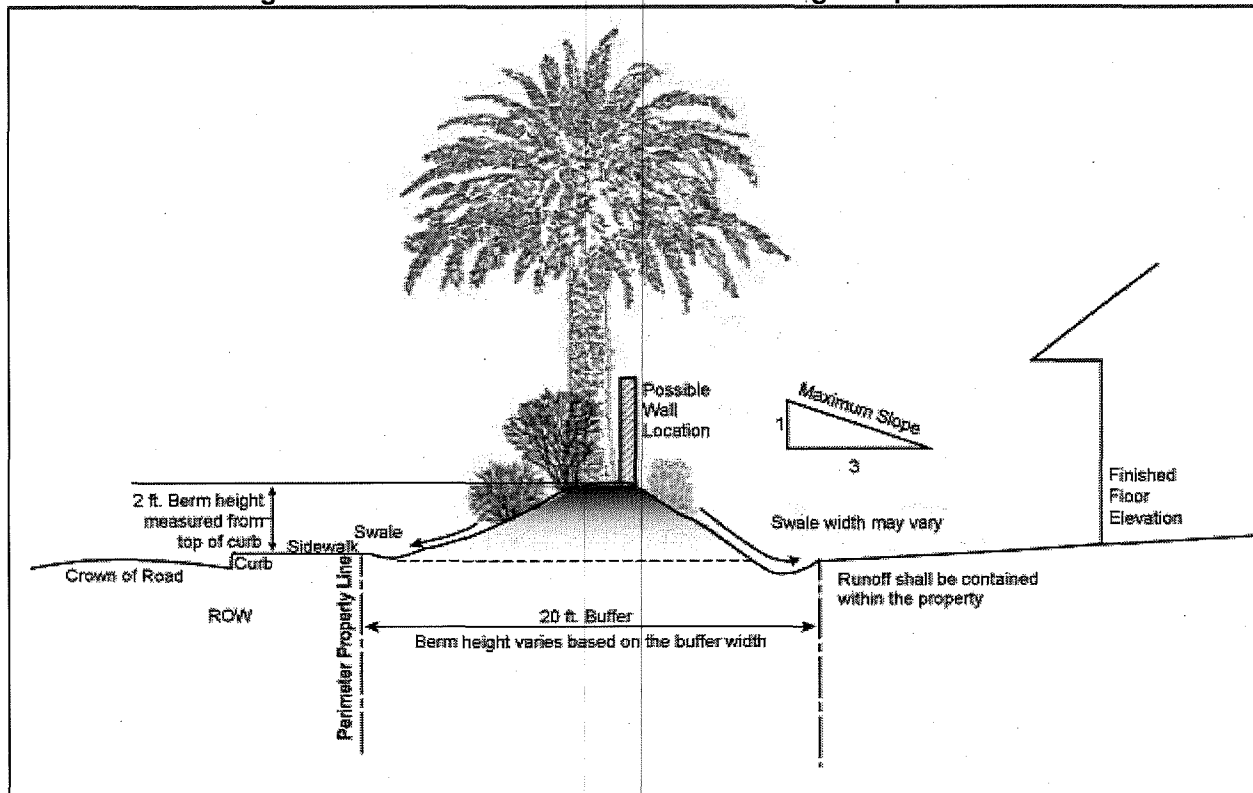 Possible
Wall
Location
Maximum Slope
1
3
2 ft. Berm height
measured from
top of curb
Swale
Sidewalk
Curb
Crown of Road
ROW
Perimeter Property Line
20 ft. Buffer
Berm height varies based on the buffer width
Swale width may vary
Runoff shall be contained
within the property
Finished
Floor
Elevation